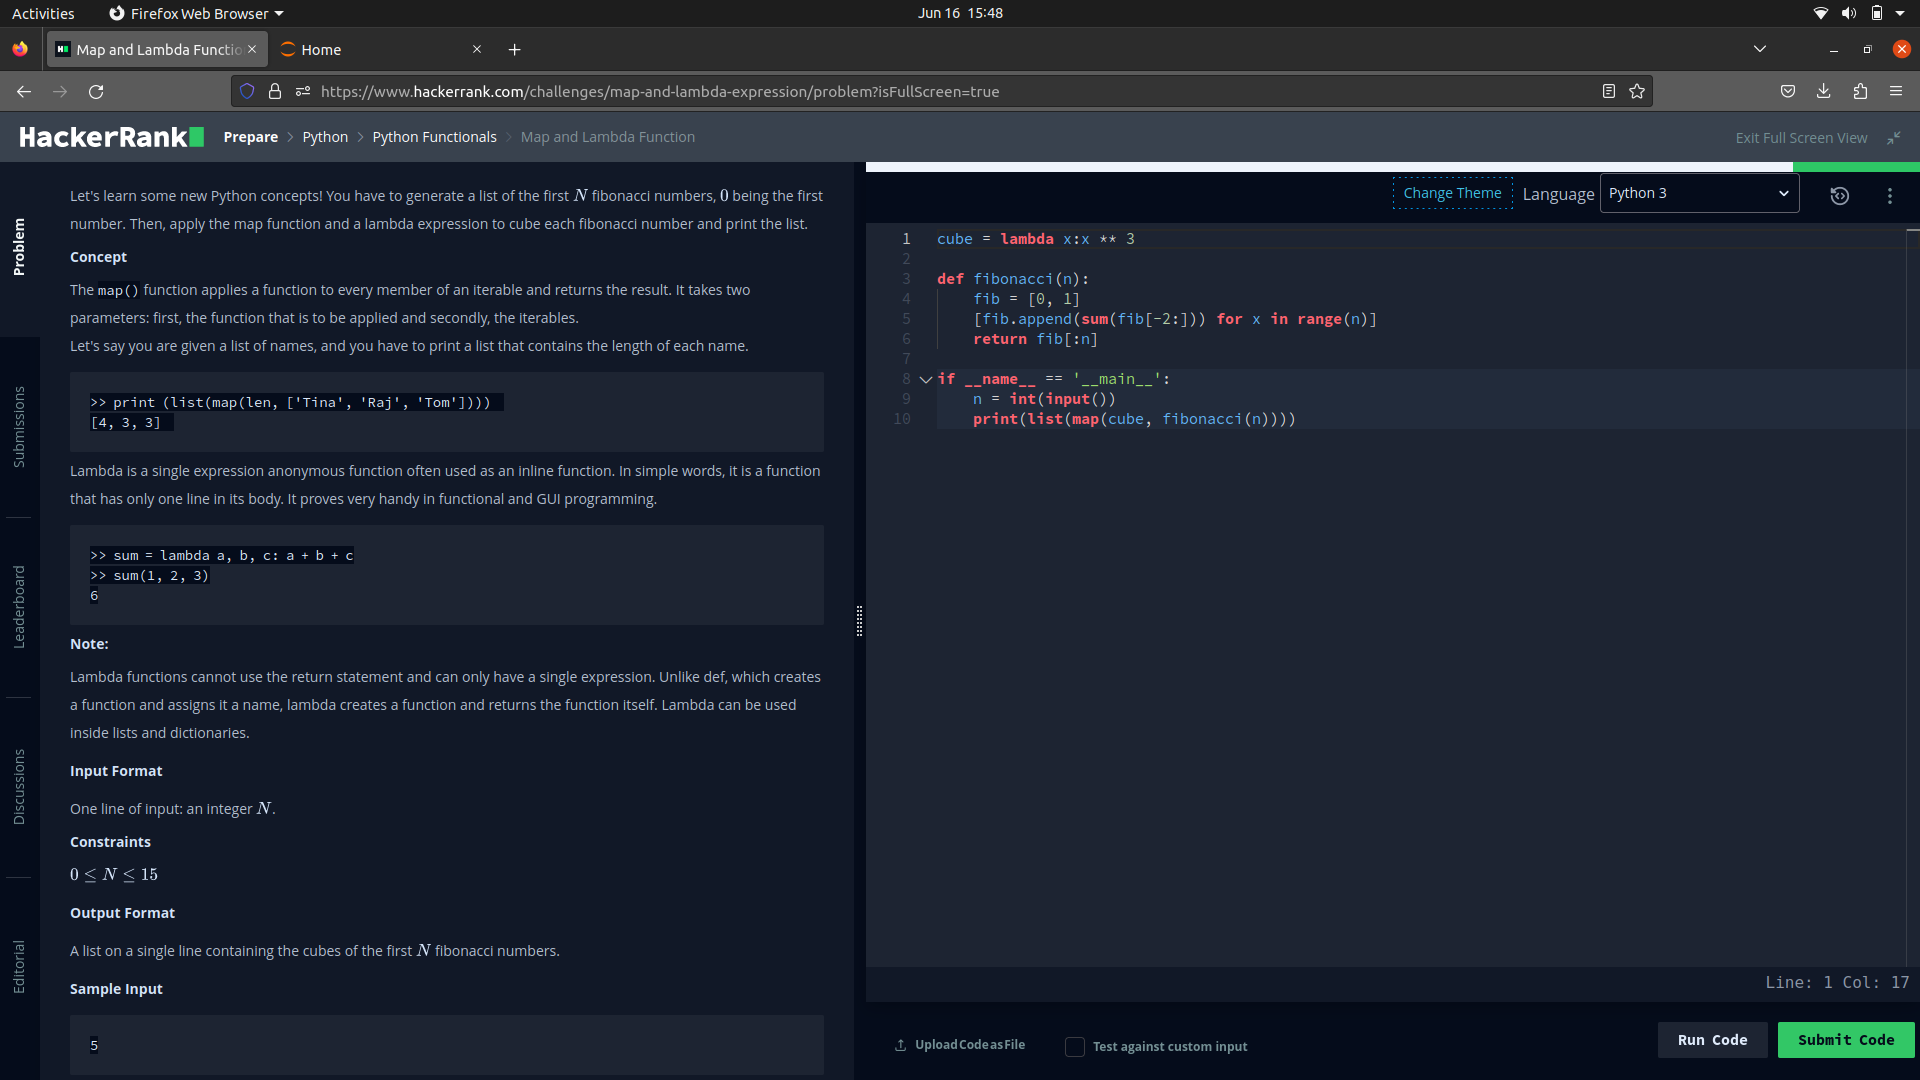 Activities
Firefox Web Browser
Jun 16 15:48
Map and Lambda Functio
Home
https://www.hackerrank.com/challenges/map-and-lambda-expression/problem?isFullScreen=true
HackerRank
Prepare > Python > Python Functionals > Map and Lambda Function
Exit Full Screen View
Problem
Submissions
Leaderboard
Discussions
Editorial
Let's learn some new Python concepts! You have to generate a list of the first N fibonacci numbers, 0 being the first
number. Then, apply the map function and a lambda expression to cube each fibonacci number and print the list.
Concept
The map() function applies a function to every member of an iterable and returns the result. It takes two
parameters: first, the function that is to be applied and secondly, the iterables.
Let's say you are given a list of names, and you have to print a list that contains the length of each name.
>> print (list(map(len, ['Tina', 'Raj', 'Tom'])))
[4, 3, 3]
Lambda is a single expression anonymous function often used as an inline function. In simple words, it is a function
that has only one line in its body. It proves very handy in functional and GUI programming.
>> sum = lambda a, b, c: a + b + c
>> sum(1, 2, 3)
6
Note:
Lambda functions cannot use the return statement and can only have a single expression. Unlike def, which creates
a function and assigns it a name, lambda creates a function and returns the function itself. Lambda can be used
inside lists and dictionaries.
Input Format
One line of input: an integer N.
Constraints
0 ≤ N ≤ 15
Output Format
A list on a single line containing the cubes of the first N fibonacci numbers.
Sample Input
5
Change Theme
Language
Python 3
1 cube = lambda x:x ** 3
2
3 def fibonacci(n):
4     fib = [0, 1]
5     [fib.append(sum(fib[-2:])) for x in range(n)]
6     return fib[:n]
7
8 if __name__ == '__main__':
9     n = int(input())
10     print(list(map(cube, fibonacci(n))))
Line: 1 Col: 17
Upload Code as File
Test against custom input
Run Code
Submit Code